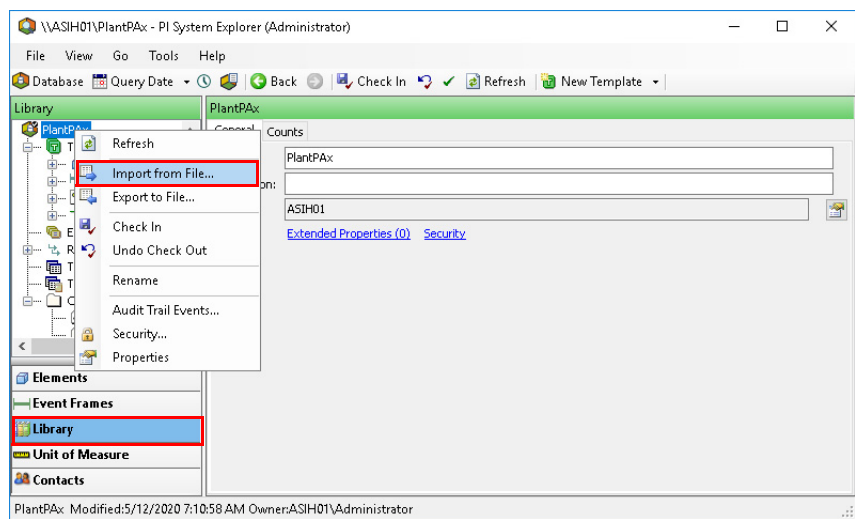 \\ASIH01\PlantPAx - PI System Explorer (Administrator)
File View Go Tools Help
Database Query Date Back Check In Refresh New Template
Library
PlantPAx
PlantPAx
General Counts
PlantPAx
on:
ASIH01
Extended Properties (0) Security
Refresh
Import from File...
Export to File...
Check In
Undo Check Out
Rename
Audit Trail Events...
Security...
Properties
T
E
R
T
T
C
Elements
Event Frames
Library
Unit of Measure
Contacts
PlantPAx Modified:5/12/2020 7:10:58 AM Owner:ASIH01\Administrator